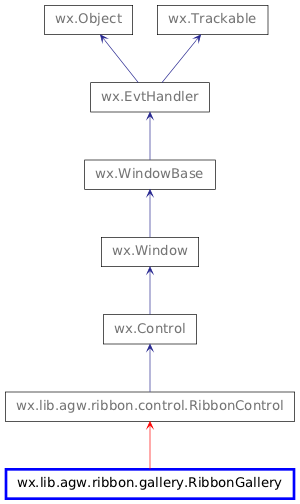 wx.Object
wx.Trackable
wx.EvtHandler
wx.WindowBase
wx.Window
wx.Control
wx.lib.agw.ribbon.control.RibbonControl
wx.lib.agw.ribbon.gallery.RibbonGallery